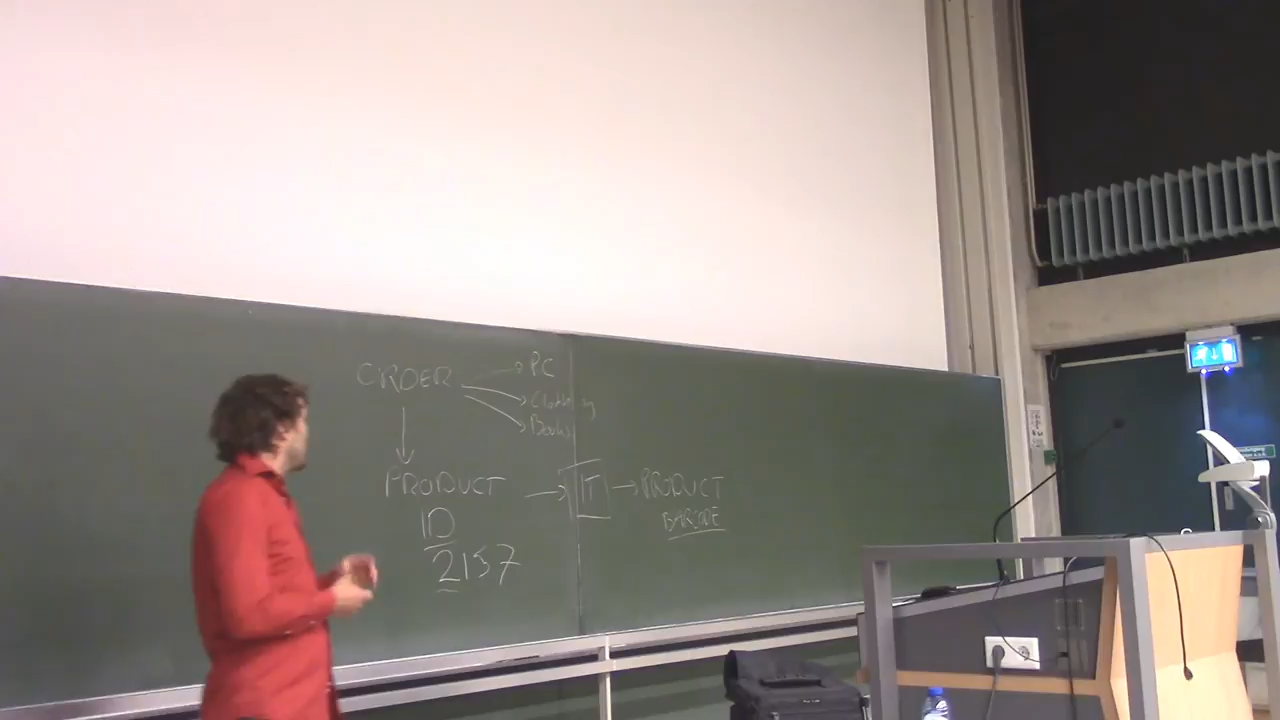 ORDER
PC
Clothing
Books
PRODUCT
IT
PRODUCT
ID
BARCODE
2157